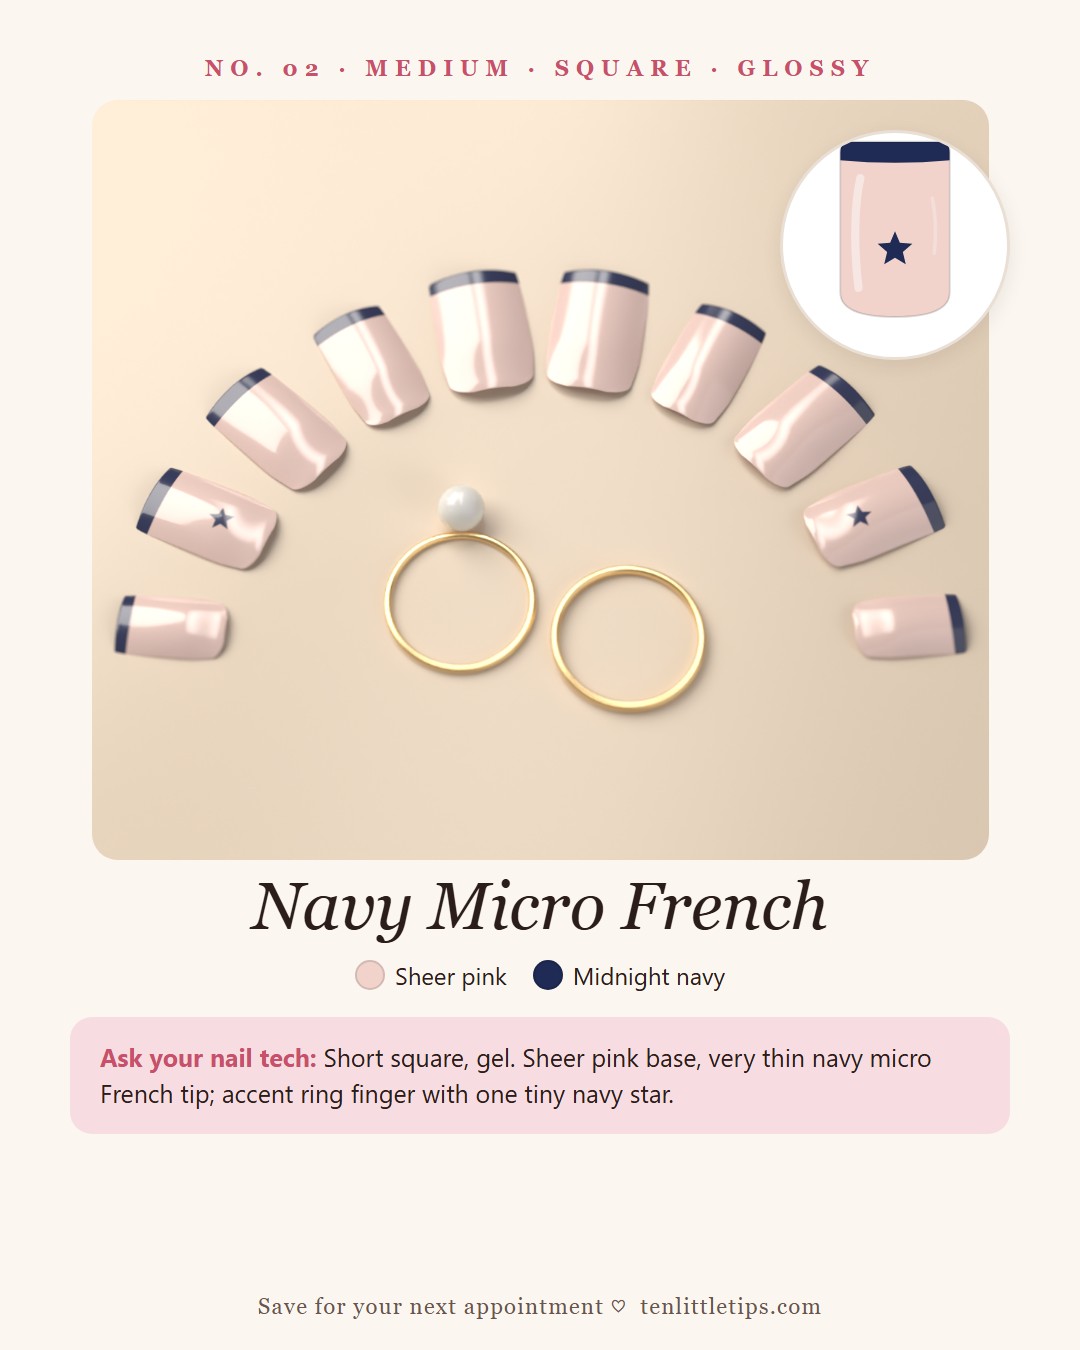 NO. 02 · MEDIUM · SQUARE · GLOSSY
Navy Micro French
Sheer pink Midnight navy
Ask your nail tech: Short square, gel. Sheer pink base, very thin navy micro
French tip; accent ring finger with one tiny navy star.
Save for your next appointment ♡ tenlittletips.com